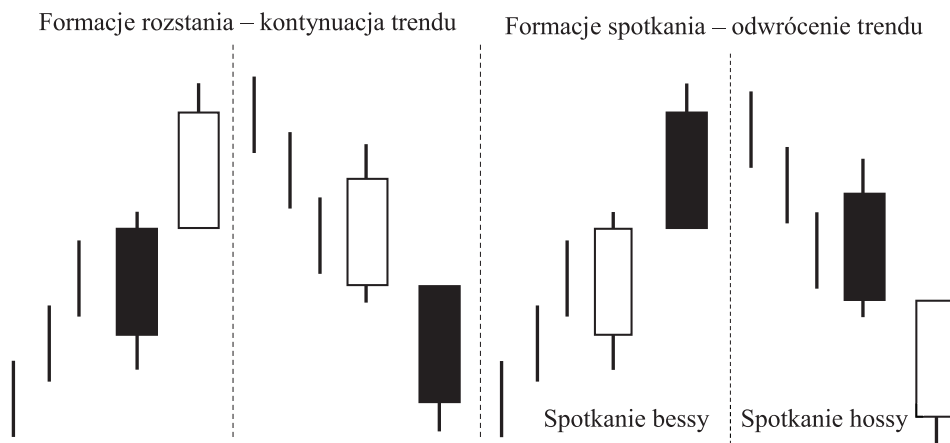 Formacje rozstania – kontynuacja trendu
Formacje spotkania – odwrócenie trendu
Spotkanie bessy
Spotkanie hossy